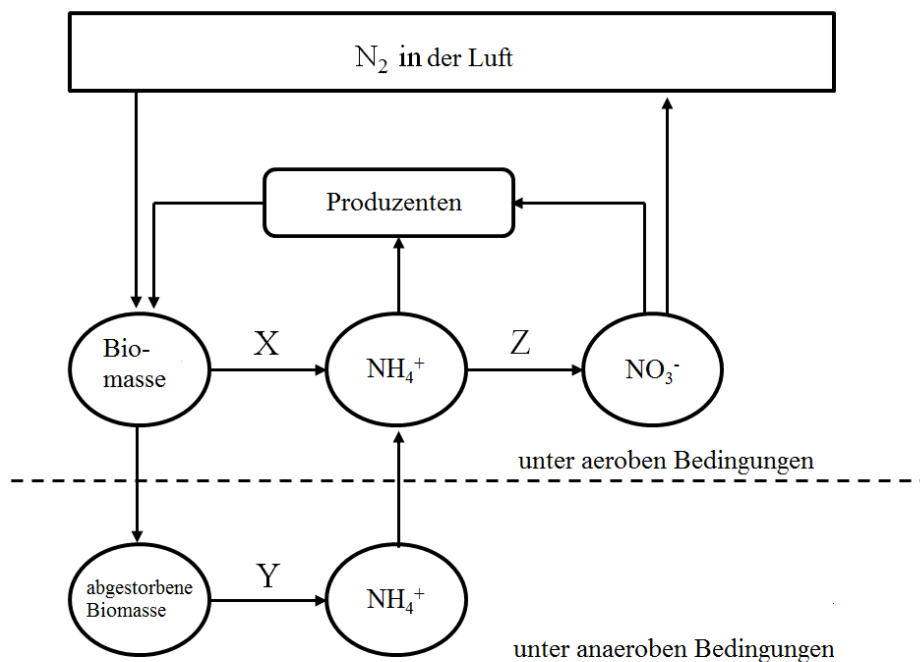 N₂ in der Luft
Produzenten
Bio-
masse
X
NH₄⁺
Z
NO₃⁻
unter aeroben Bedingungen
abgestorbene
Biomasse
Y
NH₄⁺
unter anaeroben Bedingungen